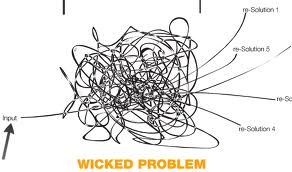 re-Solution 1
re-Solution 5
re-Sc
Input
re-Solution 4
WICKED PROBLEM